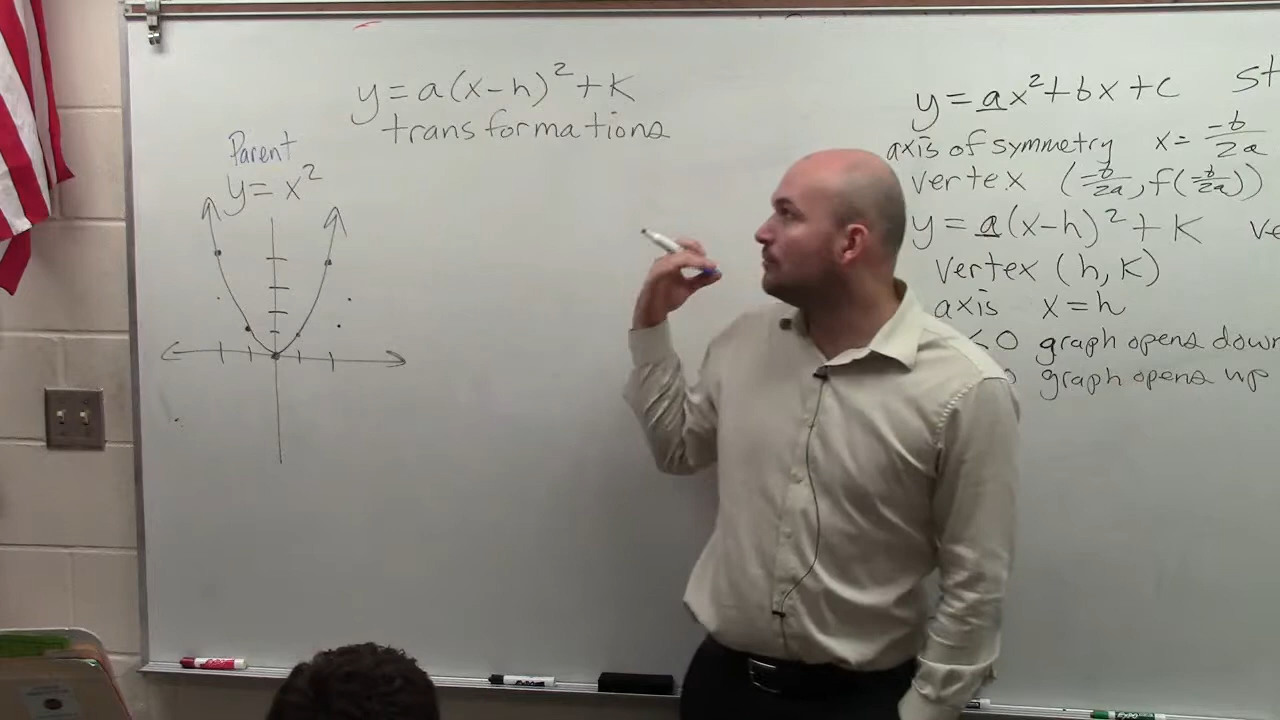 y = a(x-h)² + k
transformations
Parent
y = x²
y = ax² + bx + c
axis of symmetry x = -b/2a
vertex (-b/2a, f(-b/2a))
y = a(x-h)² + k
vertex (h, k)
axis x = h
<0 graph opens down
graph opens up